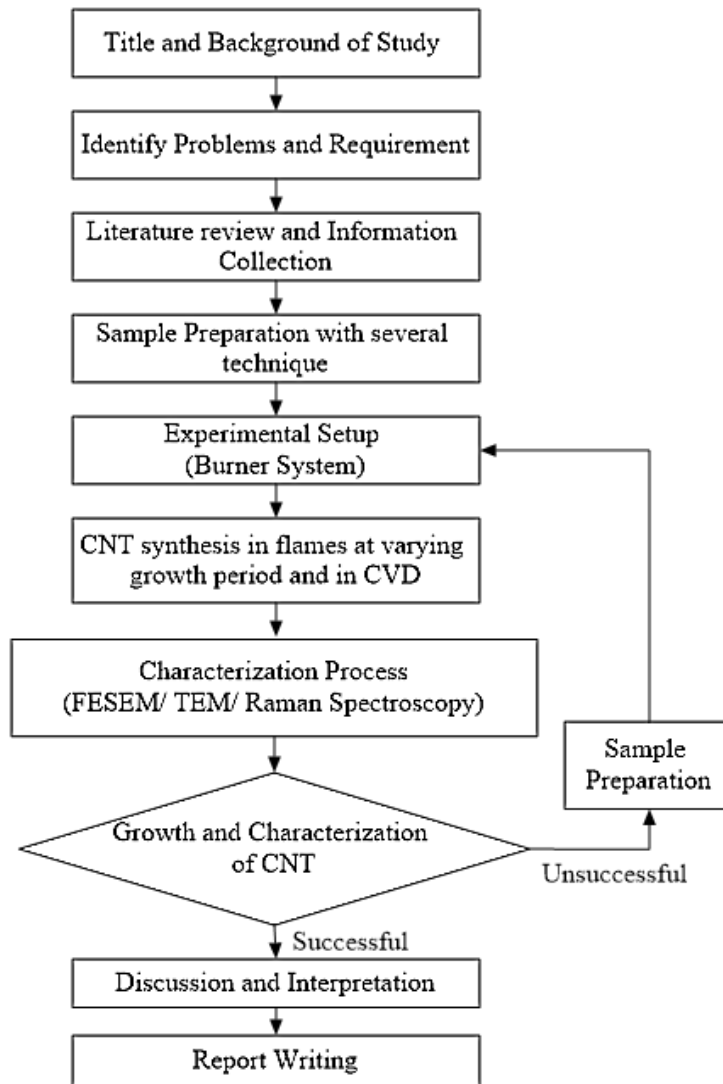 Title and Background of Study
Identify Problems and Requirement
Literature review and Information
Collection
Sample Preparation with several
technique
Experimental Setup
(Burner System)
CNT synthesis in flames at varying
growth period and in CVD
Characterization Process
(FESEM/ TEM/ Raman Spectroscopy)
Sample
Preparation
Growth and Characterization
of CNT
Unsuccessful
Successful
Discussion and Interpretation
Report Writing